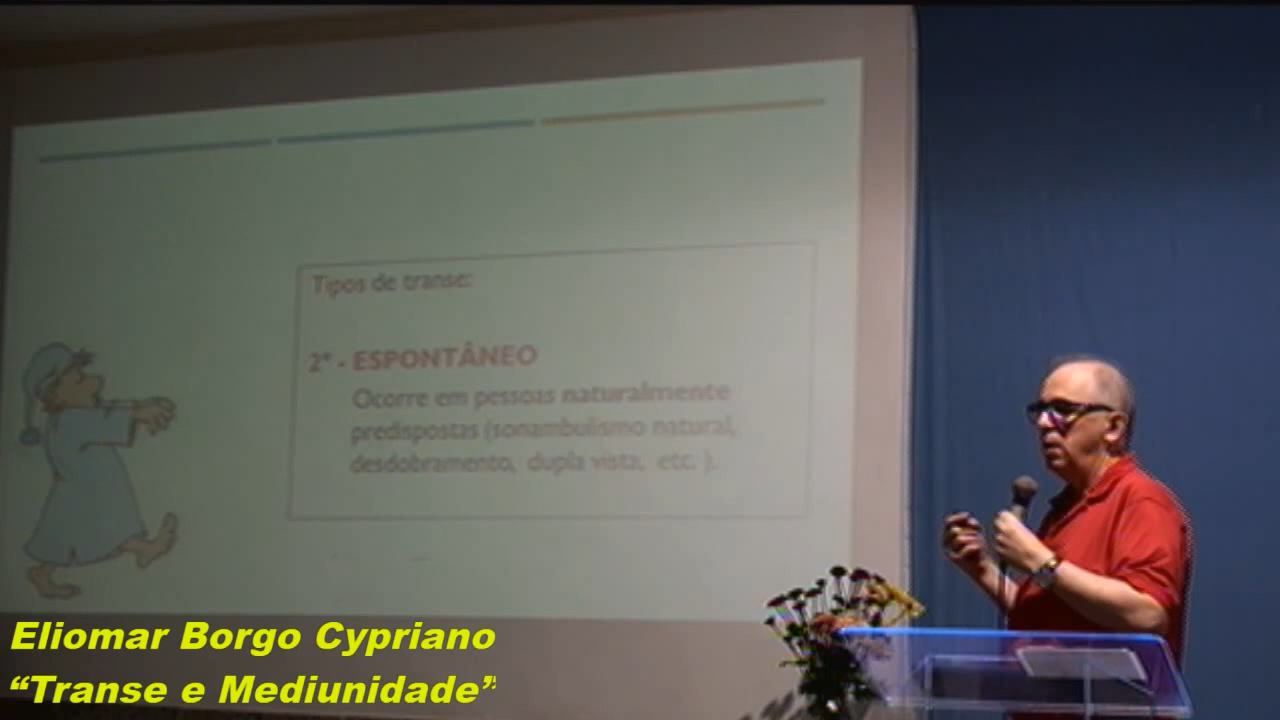 Tipos de transe:
2º - ESPONTÂNEO
Ocorre em pessoas naturalmente
predispostas (sonambulismo natural,
desdobramento, dupla vista, etc. ).
Eliomar Borgo Cypriano
“Transe e Mediunidade”